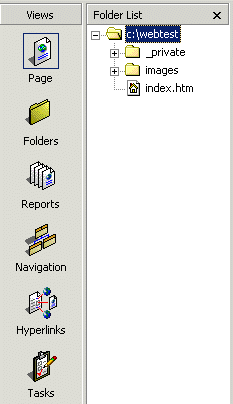 Views
Page
Folders
Reports
Navigation
Hyperlinks
Tasks
Folder List
c:\webtest
_private
images
index.htm